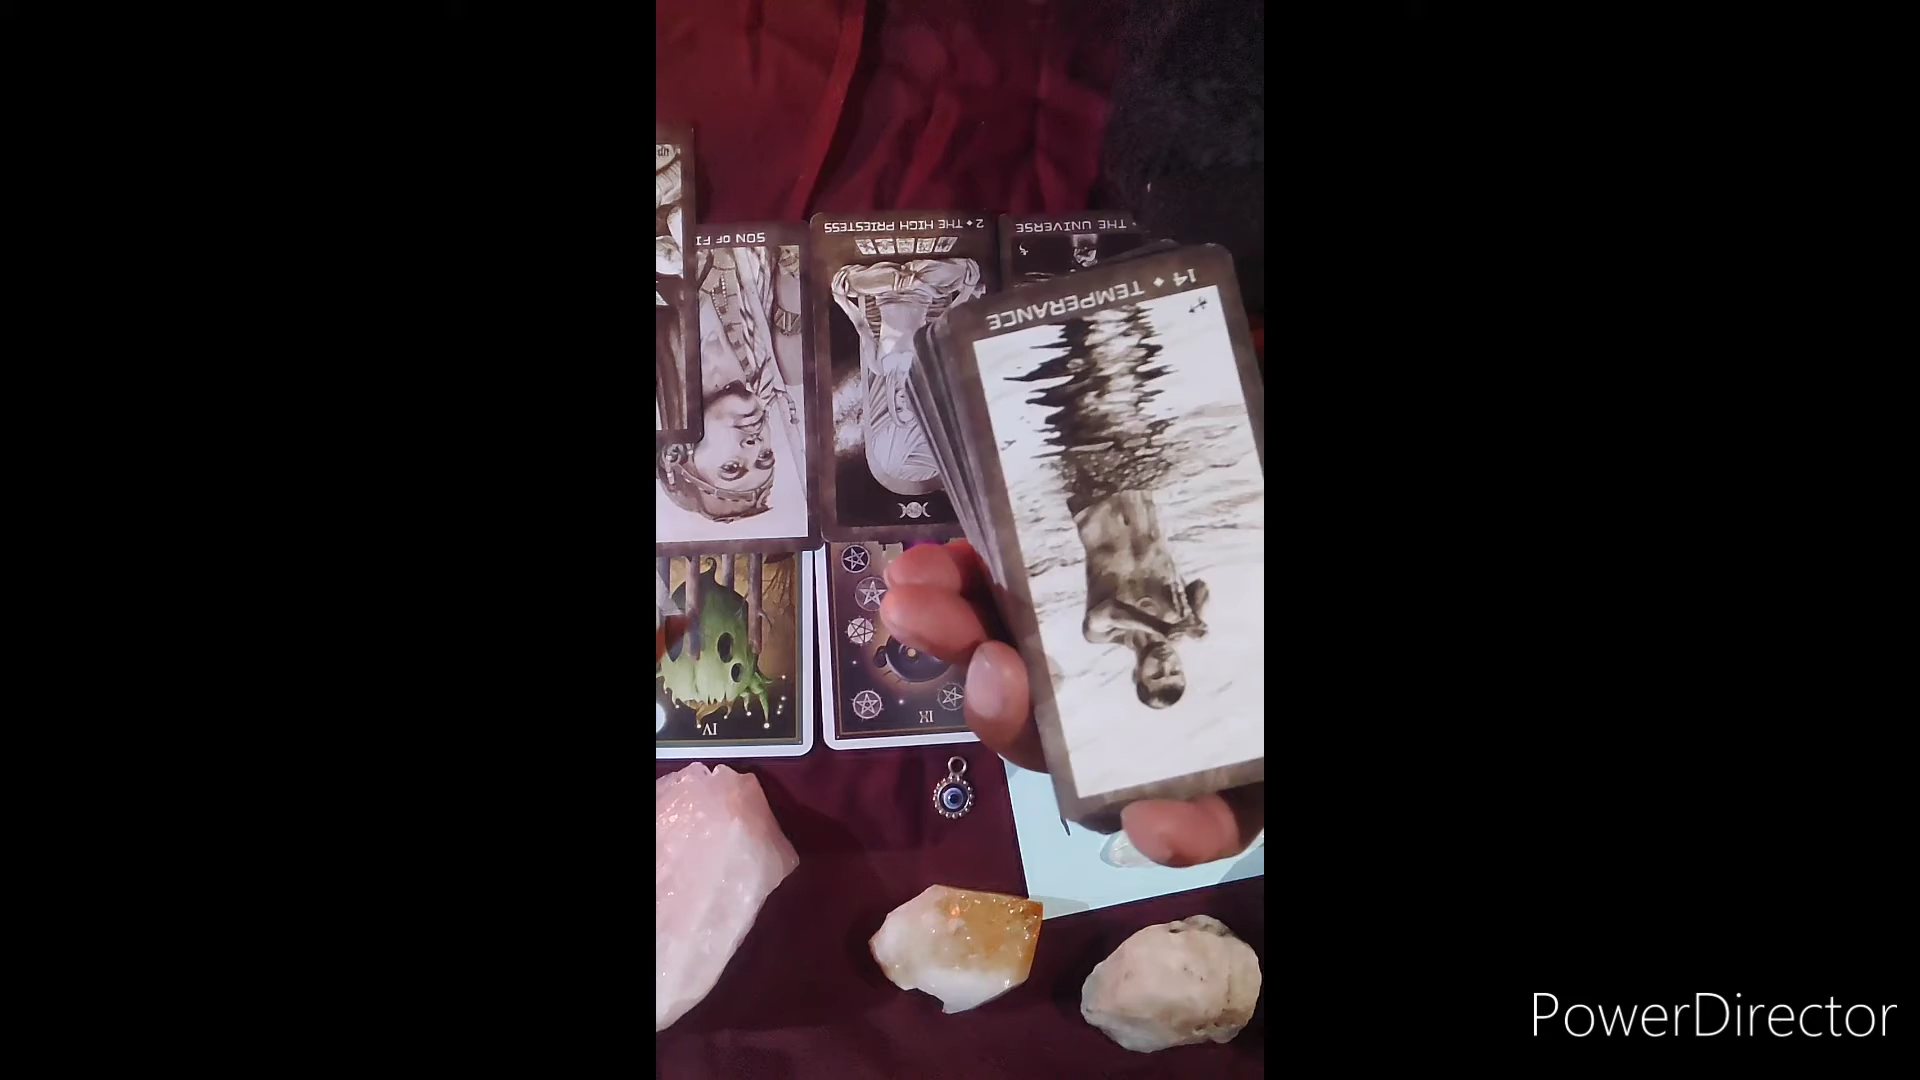 2 ♦ THE HIGH PRIESTESS
THE UNIVERSE
SON OF FI
14 ♦ TEMPERANCE
IV
IX
PowerDirector